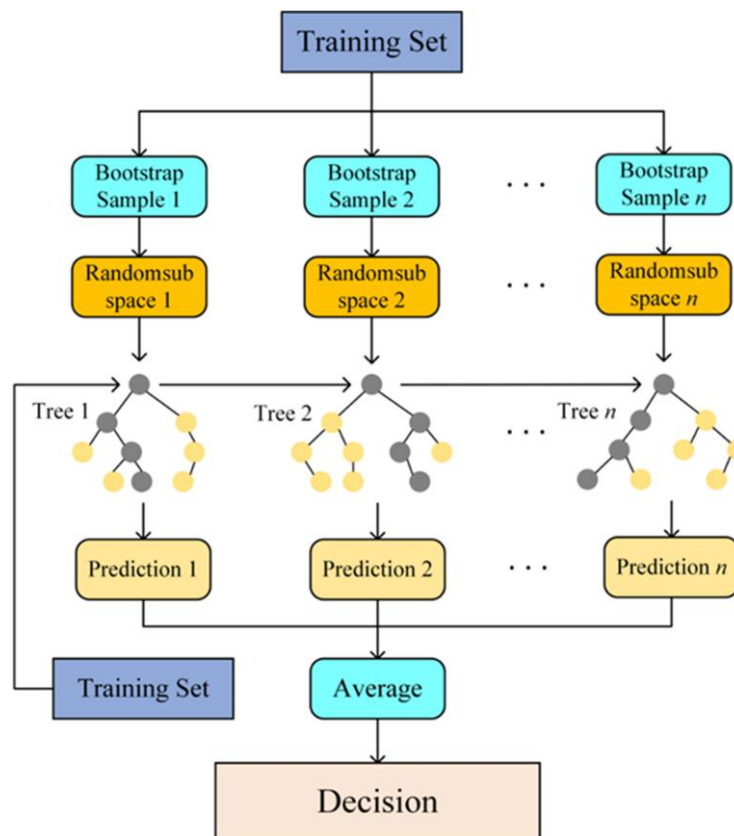 Training Set
Bootstrap
Sample 1
Bootstrap
Sample 2
. . .
Bootstrap
Sample n
Randomsub
space 1
Randomsub
space 2
. . .
Randomsub
space n
Tree 1
Tree 2
Tree n
. . .
Prediction 1
Prediction 2
. . .
Prediction n
Training Set
Average
Decision